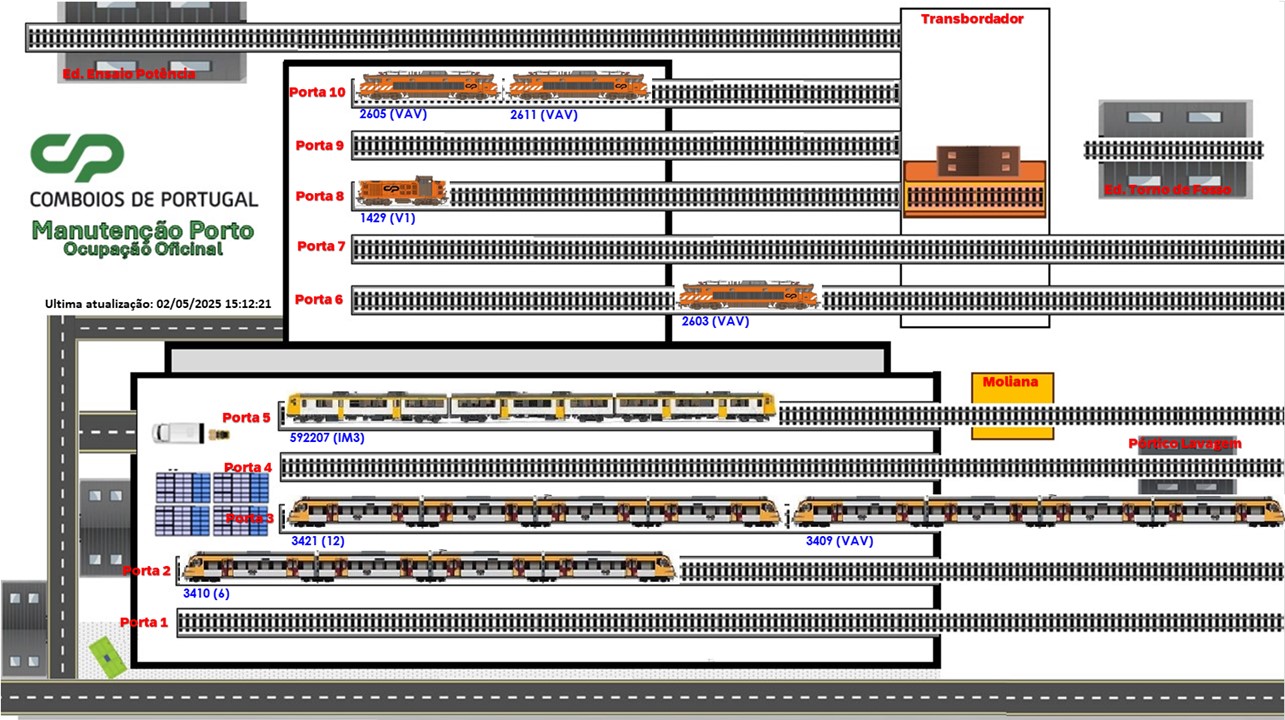 Transbordador
Ed. Ensaio Potência
Porta 10
2605 (VAV)
2611 (VAV)
Porta 9
CP
COMBOIOS DE PORTUGAL
Manutenção Porto
Ocupação Oficinal
Porta 8
1429 (V1)
Ed. Torno de Fosso
Porta 7
Porta 6
2603 (VAV)
Ultima atualização: 02/05/2025 15:12:21
Moliana
Porta 5
592207 (IM3)
Pórtico Lavagem
Porta 4
Porta 3
3421 (12)
3409 (VAV)
Porta 2
3410 (6)
Porta 1